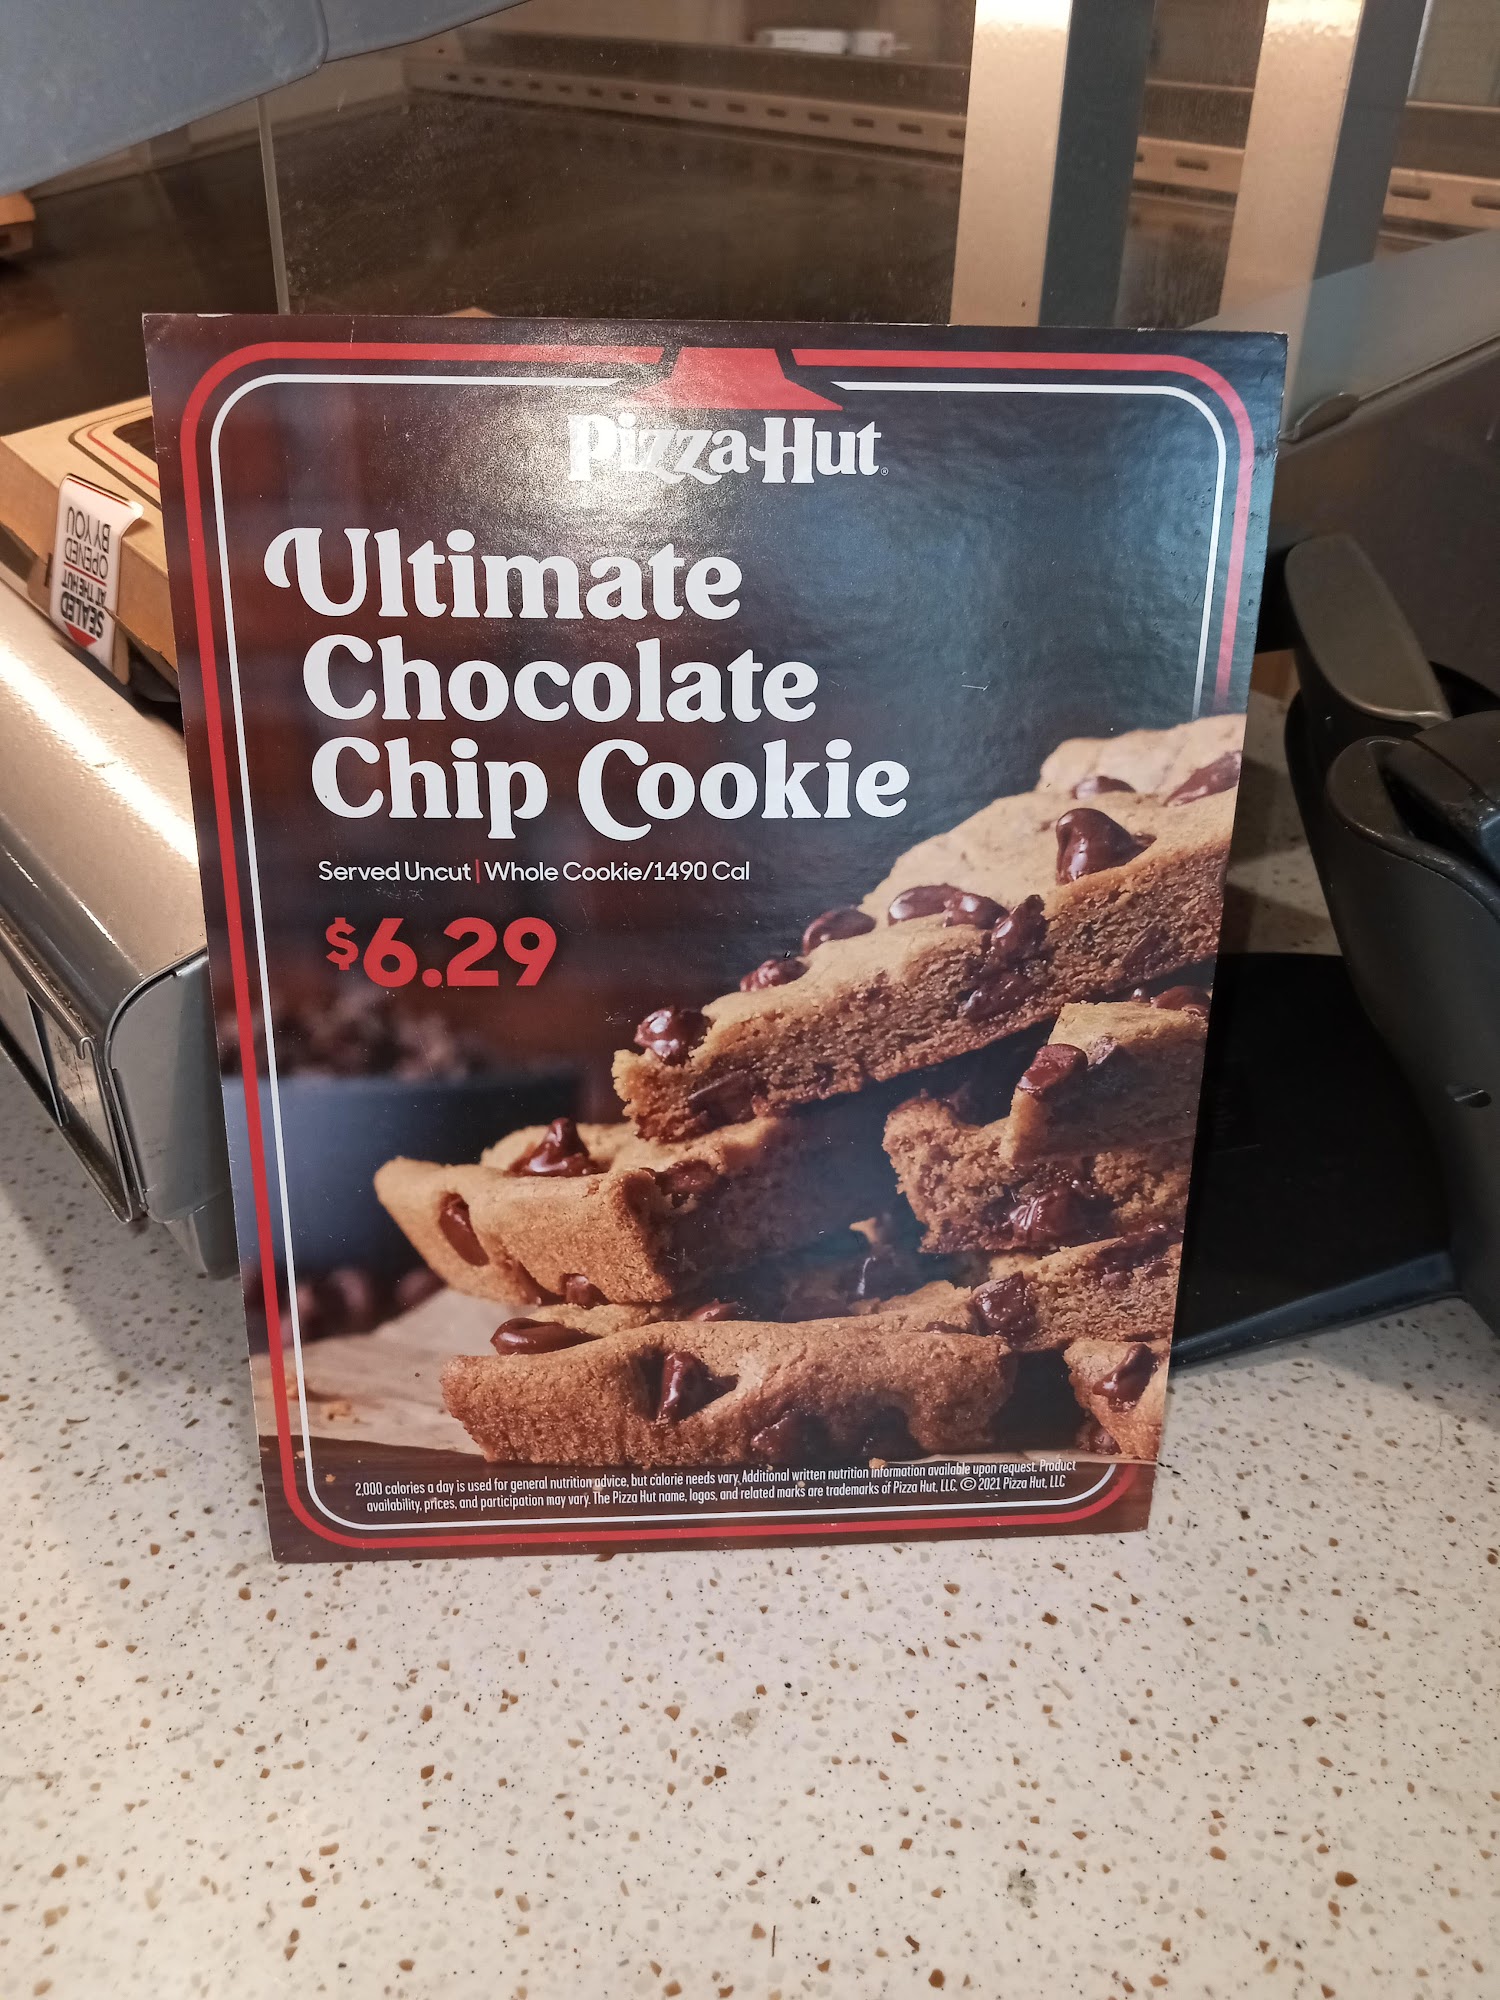 Pizza Hut®
Ultimate
Chocolate
Chip Cookie
Served Uncut | Whole Cookie/1490 Cal
$6.29
2,000 calories a day is used for general nutrition advice, but calorie needs vary. Additional written nutrition information available upon request. Product
availability, prices, and participation may vary. The Pizza Hut name, logos, and related marks are trademarks of Pizza Hut, LLC. © 2021 Pizza Hut, LLC
SEALED
AT THE HUT
OPENED
BY YOU